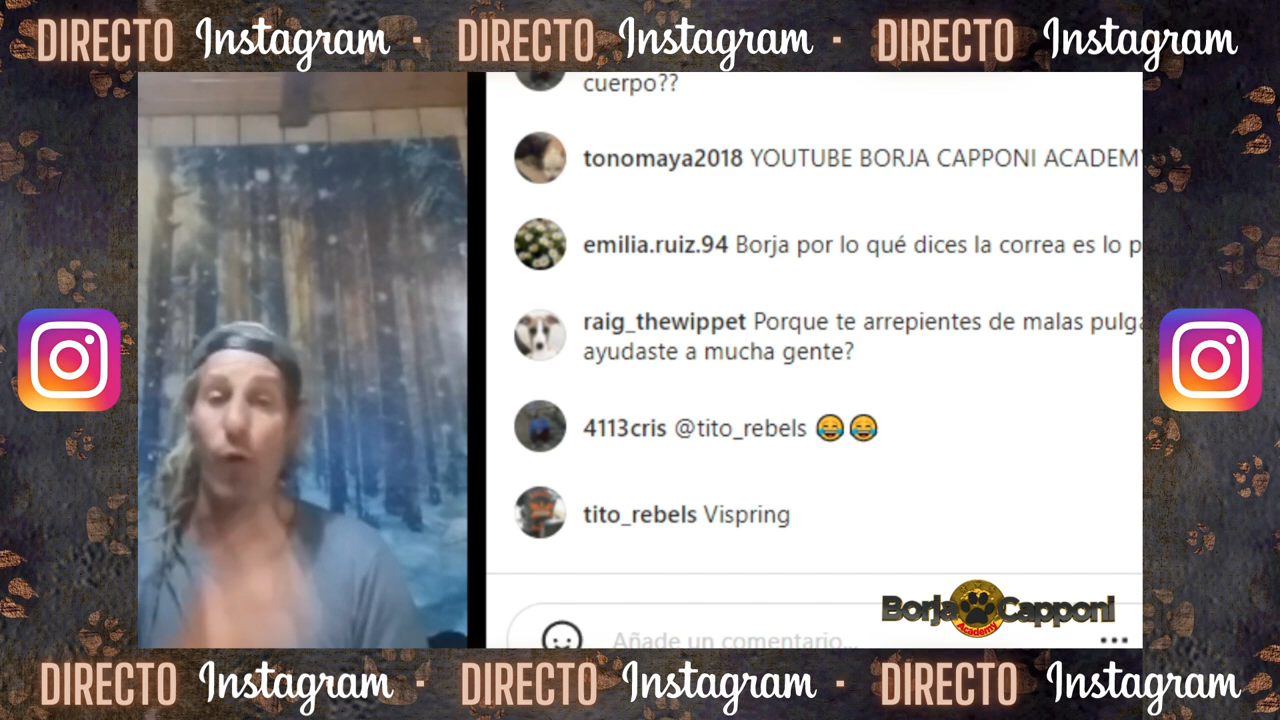 DIRECTO Instagram · DIRECTO Instagram · DIRECTO Instagram
cuerpo??
tonomaya2018 YOUTUBE BORJA CAPPONI ACADEMY
emilia.ruiz.94 Borja por lo qué dices la correa es lo p
raig_thewippet Porque te arrepientes de malas pulga
ayudaste a mucha gente?
4113cris @tito_rebels 😂😂
tito_rebels Vispring
Borja Capponi
Academy
Añade un comentario...
DIRECTO Instagram · DIRECTO Instagram · DIRECTO Instagram